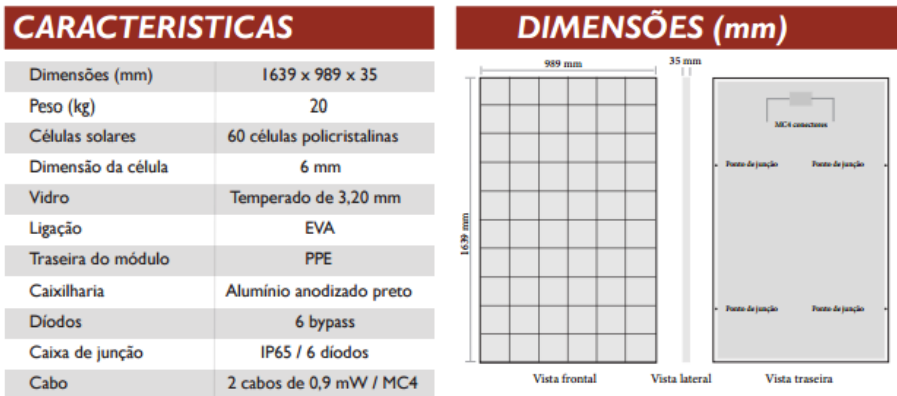 CARACTERISTICAS
Dimensões (mm) 1639 x 989 x 35
Peso (kg) 20
Células solares 60 células policristalinas
Dimensão da célula 6 mm
Vidro Temperado de 3,20 mm
Ligação EVA
Traseira do módulo PPE
Caixilharia Alumínio anodizado preto
Díodos 6 bypass
Caixa de junção IP65 / 6 díodos
Cabo 2 cabos de 0,9 mW / MC4
DIMENSÕES (mm)
989 mm
35 mm
1639 mm
MC4 conectores
Ponto de junção Ponto de junção
Ponto de junção Ponto de junção
Vista frontal Vista lateral Vista traseira